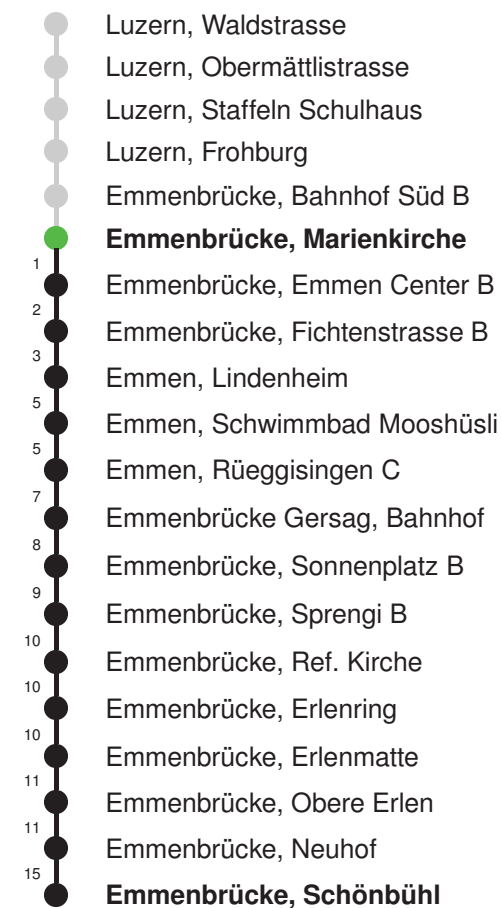 Luzern, Waldstrasse
Luzern, Obermättlistrasse
Luzern, Staffeln Schulhaus
Luzern, Frohburg
Emmenbrücke, Bahnhof Süd B
Emmenbrücke, Marienkirche
1
Emmenbrücke, Emmen Center B
2
Emmenbrücke, Fichtenstrasse B
3
Emmen, Lindenheim
5
Emmen, Schwimmbad Mooshüsli
5
Emmen, Rüeggisingen C
7
Emmenbrücke Gersag, Bahnhof
8
Emmenbrücke, Sonnenplatz B
9
Emmenbrücke, Sprengi B
10
Emmenbrücke, Ref. Kirche
10
Emmenbrücke, Erlenring
10
Emmenbrücke, Erlenmatte
11
Emmenbrücke, Obere Erlen
11
Emmenbrücke, Neuhof
15
Emmenbrücke, Schönbühl